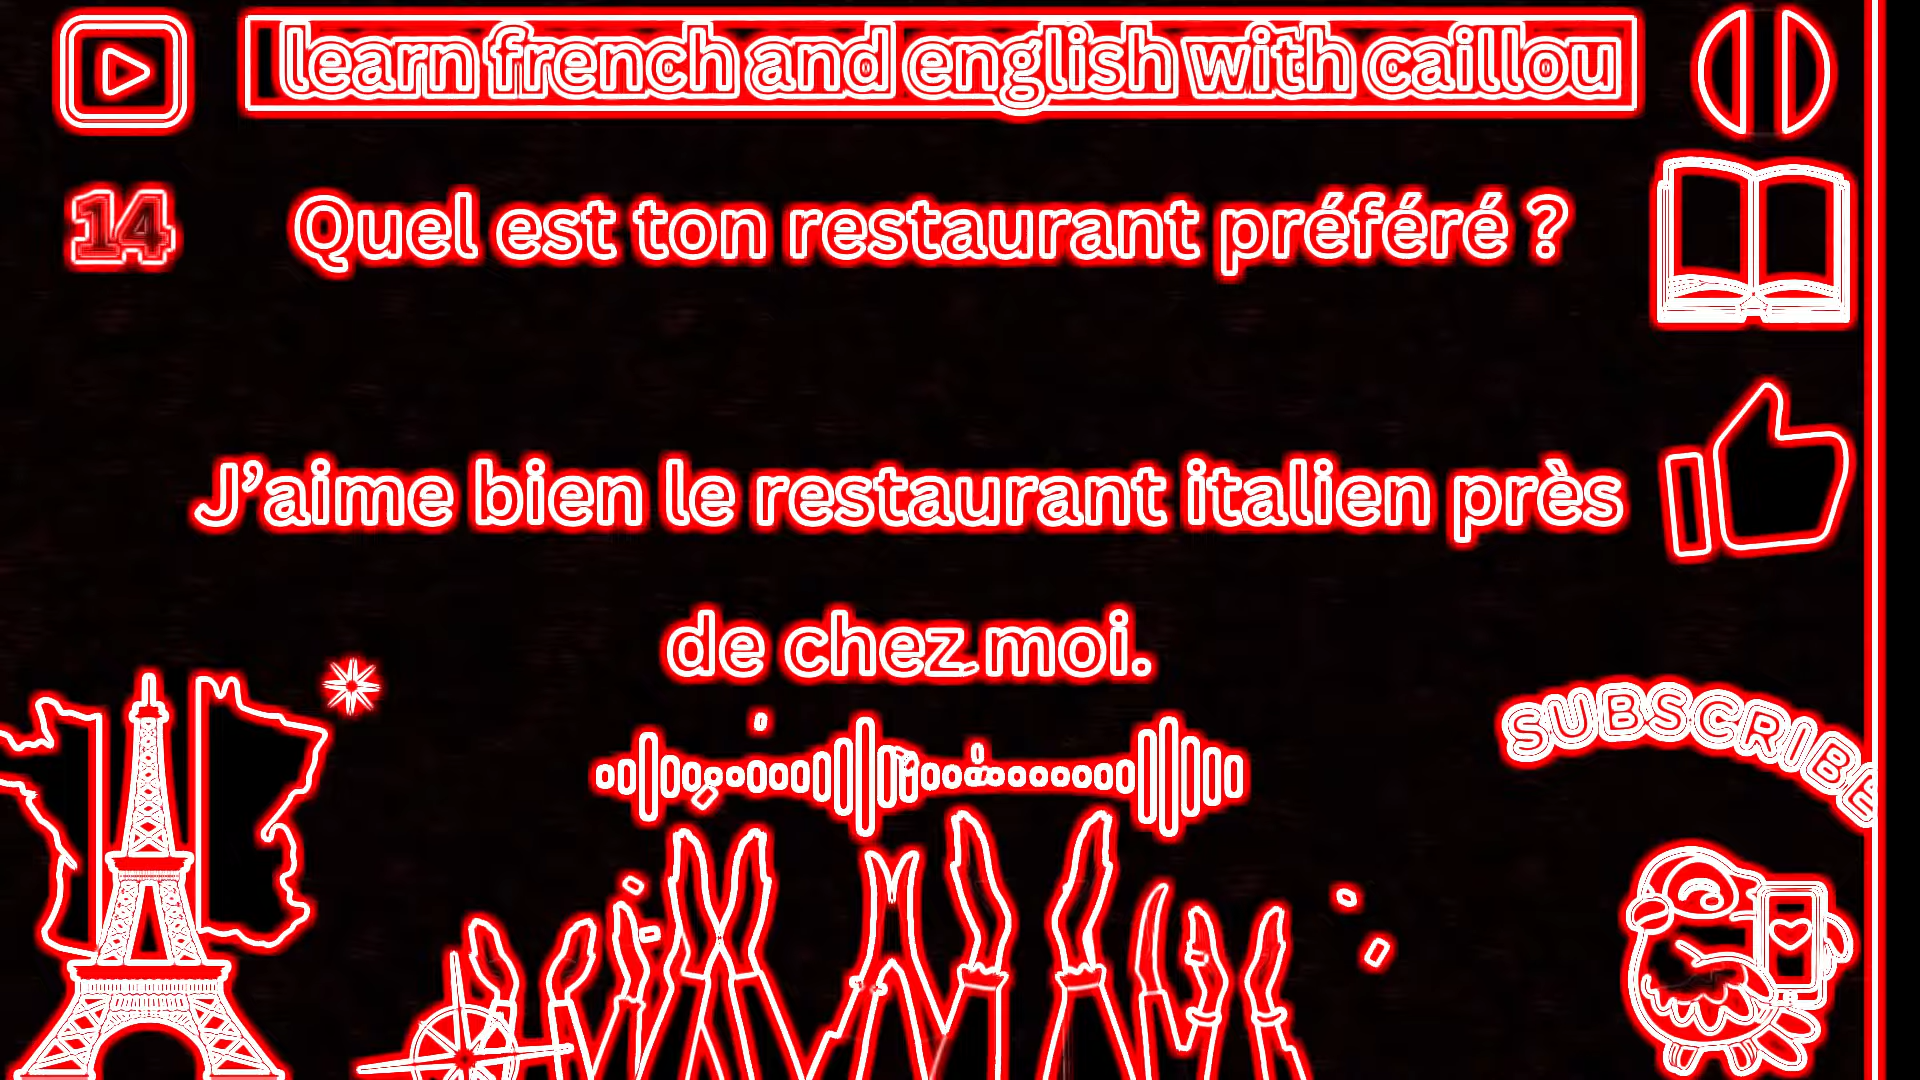 learn french and english with caillou
14
Quel est ton restaurant préféré ?
J’aime bien le restaurant italien près
de chez moi.
SUBSCRIBE